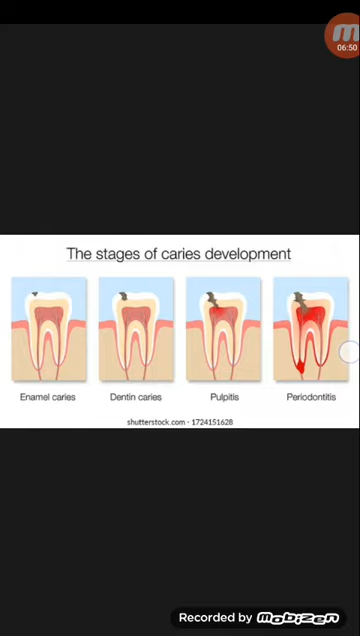 06:50
The stages of caries development
Enamel caries
Dentin caries
Pulpitis
Periodontitis
shutterstock.com · 1724151628
Recorded by Mobizen